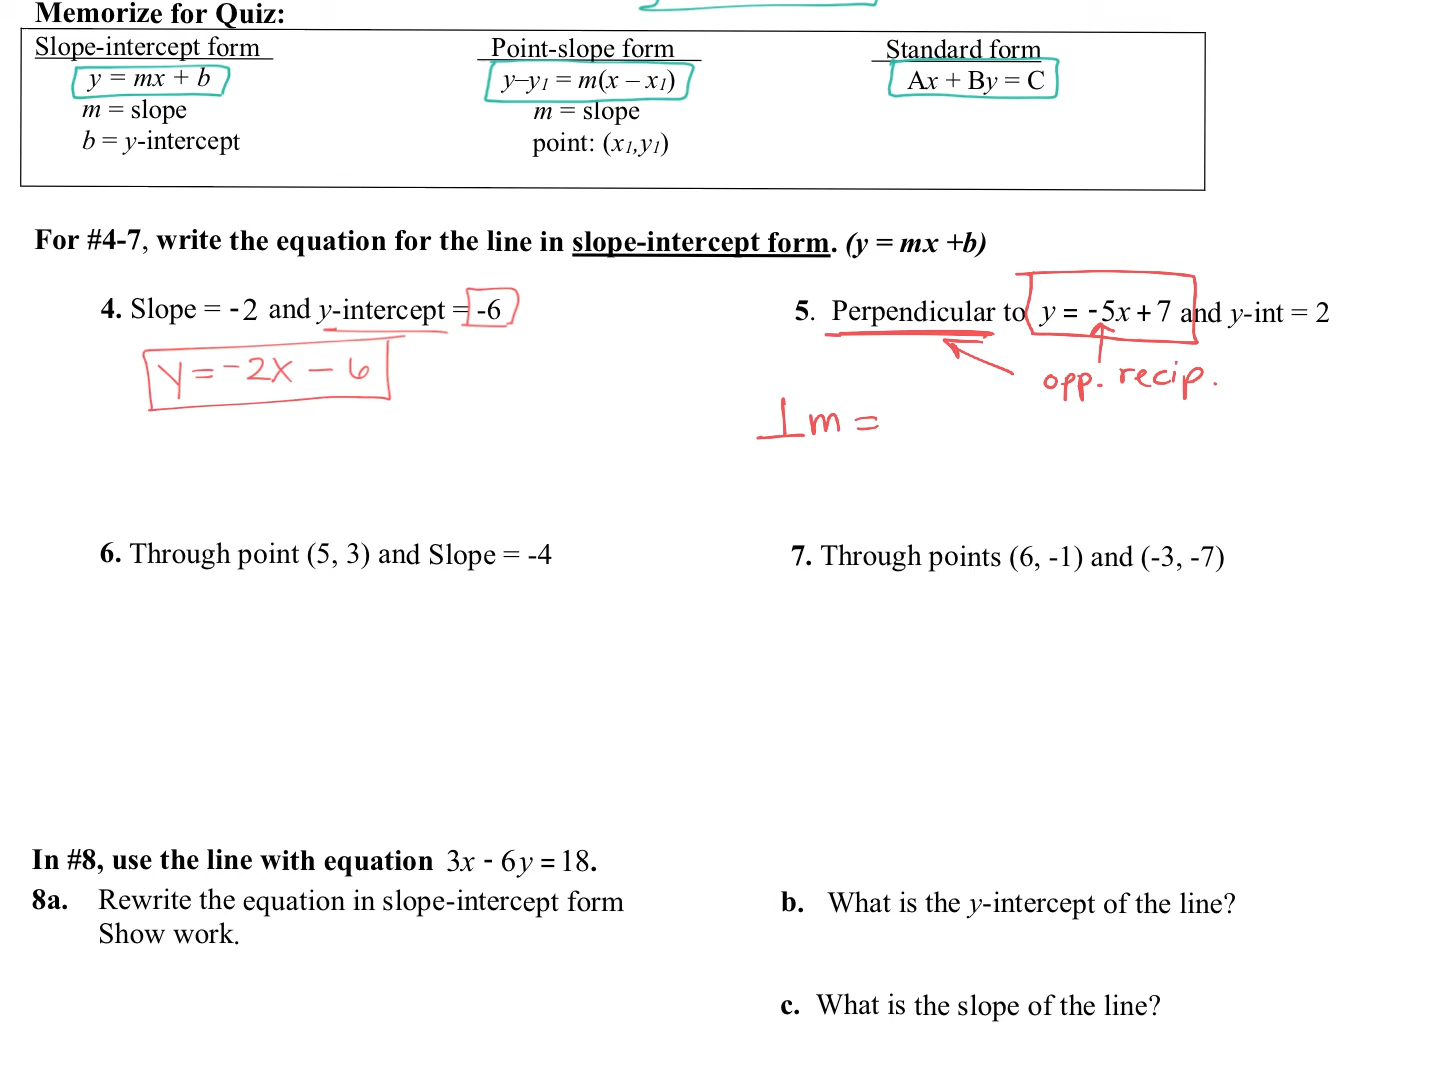 Memorize for Quiz:
Slope-intercept form
y = mx + b
m = slope
b = y-intercept
Point-slope form
y–y₁ = m(x – x₁)
m = slope
point: (x₁,y₁)
Standard form
Ax + By = C
For #4-7, write the equation for the line in slope-intercept form. (y = mx +b)
4. Slope = -2 and y-intercept = -6
y = -2x - 6
5. Perpendicular to y = -5x + 7 and y-int = 2
opp. recip.
⊥m =
6. Through point (5, 3) and Slope = -4
7. Through points (6, -1) and (-3, -7)
In #8, use the line with equation 3x - 6y = 18.
8a. Rewrite the equation in slope-intercept form
Show work.
b. What is the y-intercept of the line?
c. What is the slope of the line?